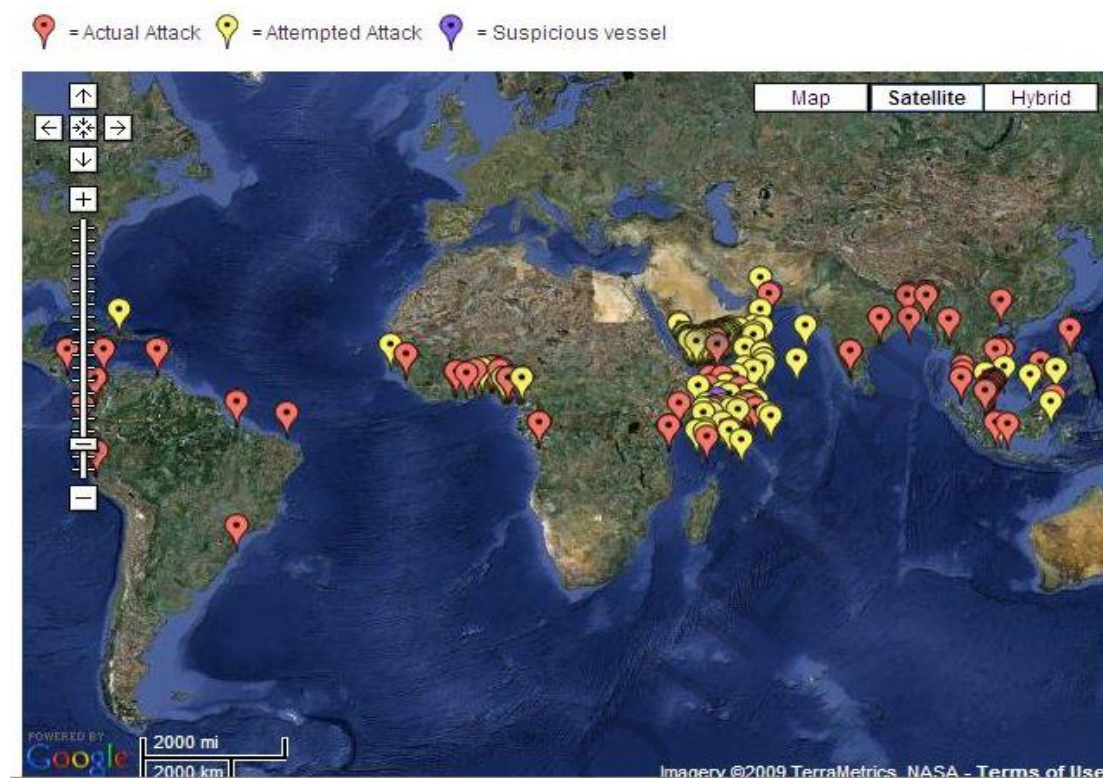 = Actual Attack = Attempted Attack = Suspicious vessel
Map Satellite Hybrid
POWERED BY
Google
2000 mi
2000 km
Imagery ©2009 TerraMetrics, NASA - Terms of Use